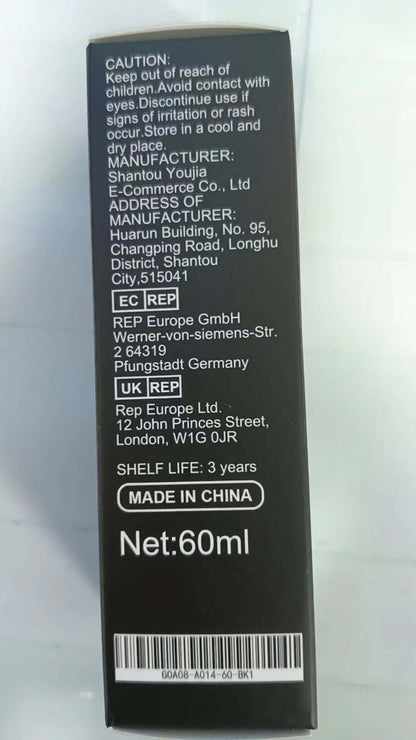 CAUTION:
Keep out of reach of
children.Avoid contact with
eyes.Discontinue use if
signs of irritation or rash
occur.Store in a cool and
dry place.
MANUFACTURER:
Shantou Youjia
E-Commerce Co., Ltd
ADDRESS OF
MANUFACTURER:
Huarun Building, No. 95,
Changping Road, Longhu
District, Shantou
City,515041
EC REP
REP Europe GmbH
Werner-von-siemens-Str.
2 64319
Pfungstadt Germany
UK REP
Rep Europe Ltd.
12 John Princes Street,
London, W1G 0JR
SHELF LIFE: 3 years
MADE IN CHINA
Net:60ml
G0A08-A014-60-BK1